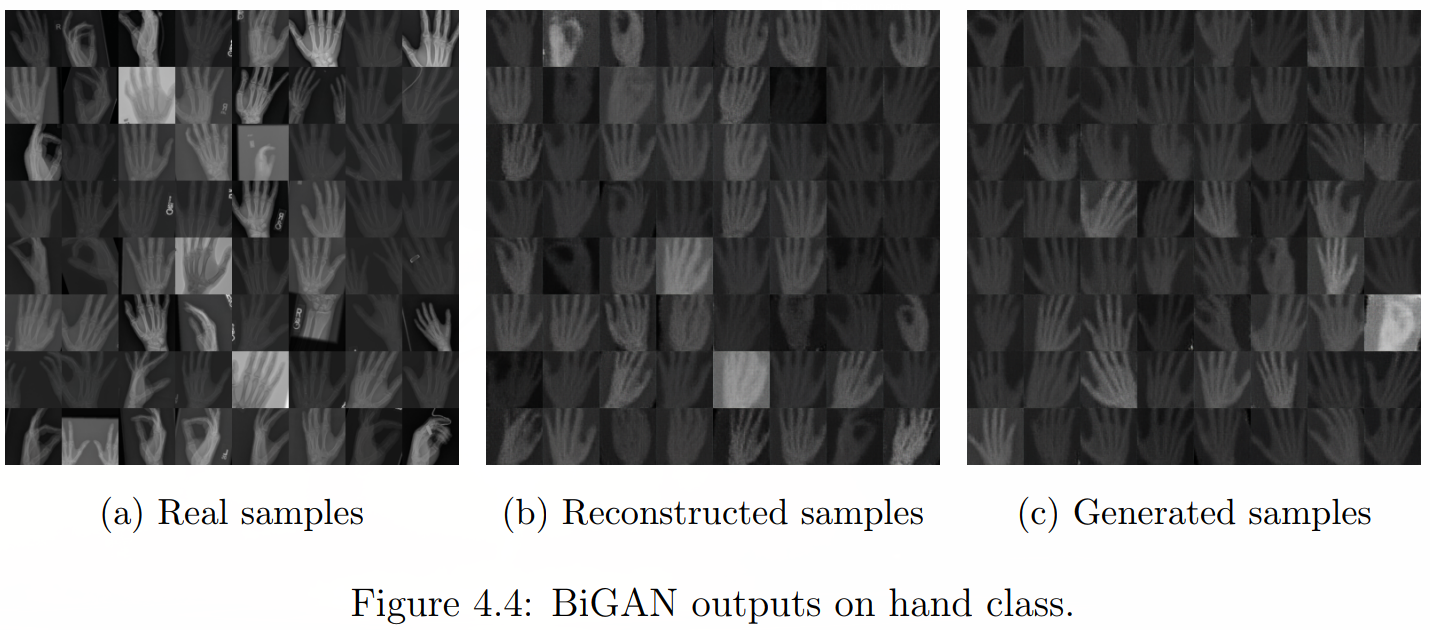 (a) Real samples
(b) Reconstructed samples
(c) Generated samples
Figure 4.4: BiGAN outputs on hand class.